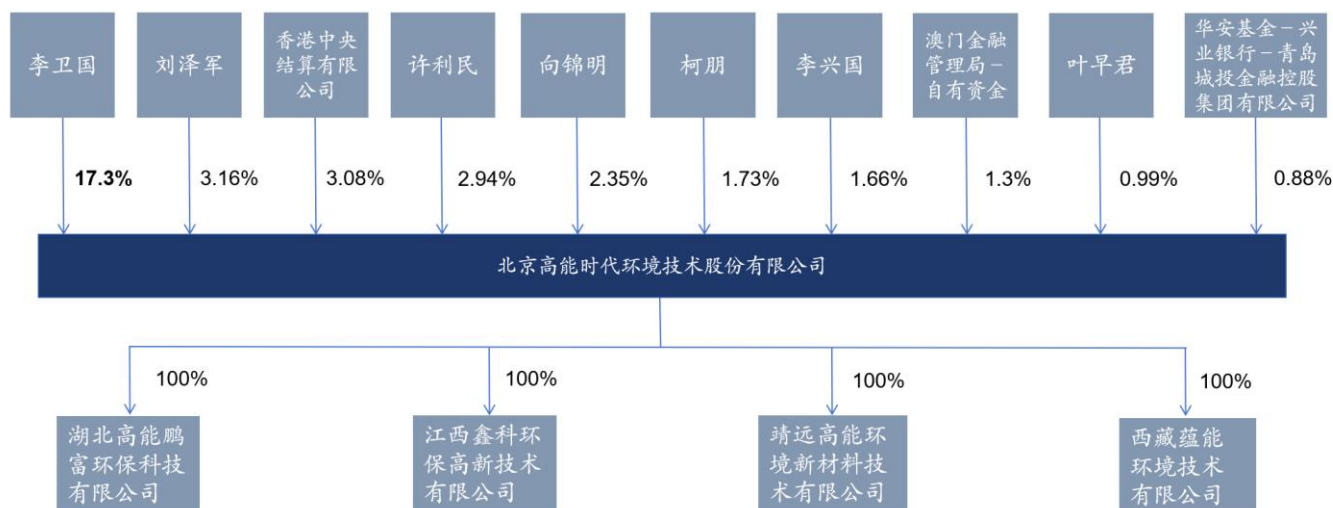 李卫国
刘泽军
香港中央
结算有限
公司
许利民
向锦明
柯朋
李兴国
澳门金融
管理局－
自有资金
叶早君
华安基金－兴
业银行－青岛
城投金融控股
集团有限公司
17.3%
3.16%
3.08%
2.94%
2.35%
1.73%
1.66%
1.3%
0.99%
0.88%
北京高能时代环境技术股份有限公司
100%
100%
100%
100%
湖北高能鹏
富环保科技
有限公司
江西鑫科环
保高新技术
有限公司
靖远高能环
境新材料技
术有限公司
西藏蕴能
环境技术
有限公司